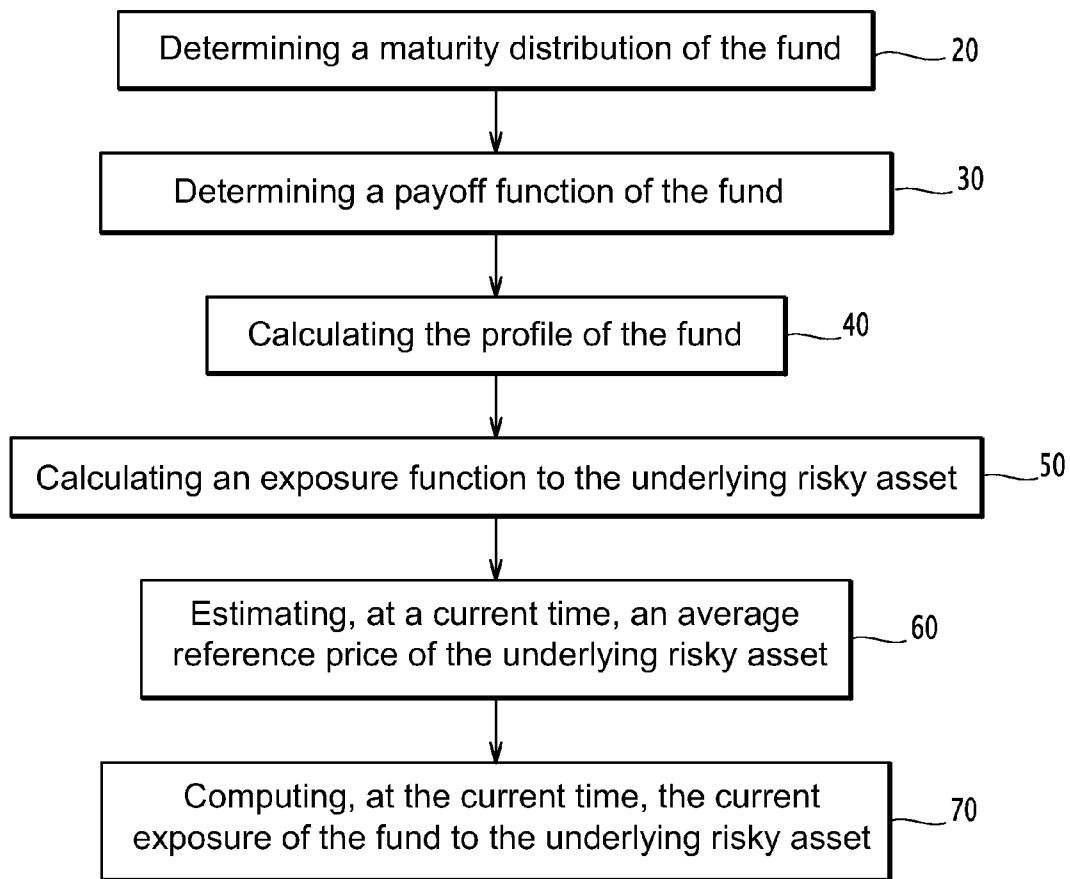 Determining a maturity distribution of the fund
20
Determining a payoff function of the fund
30
Calculating the profile of the fund
40
Calculating an exposure function to the underlying risky asset
50
Estimating, at a current time, an average
reference price of the underlying risky asset
60
Computing, at the current time, the current
exposure of the fund to the underlying risky asset
70